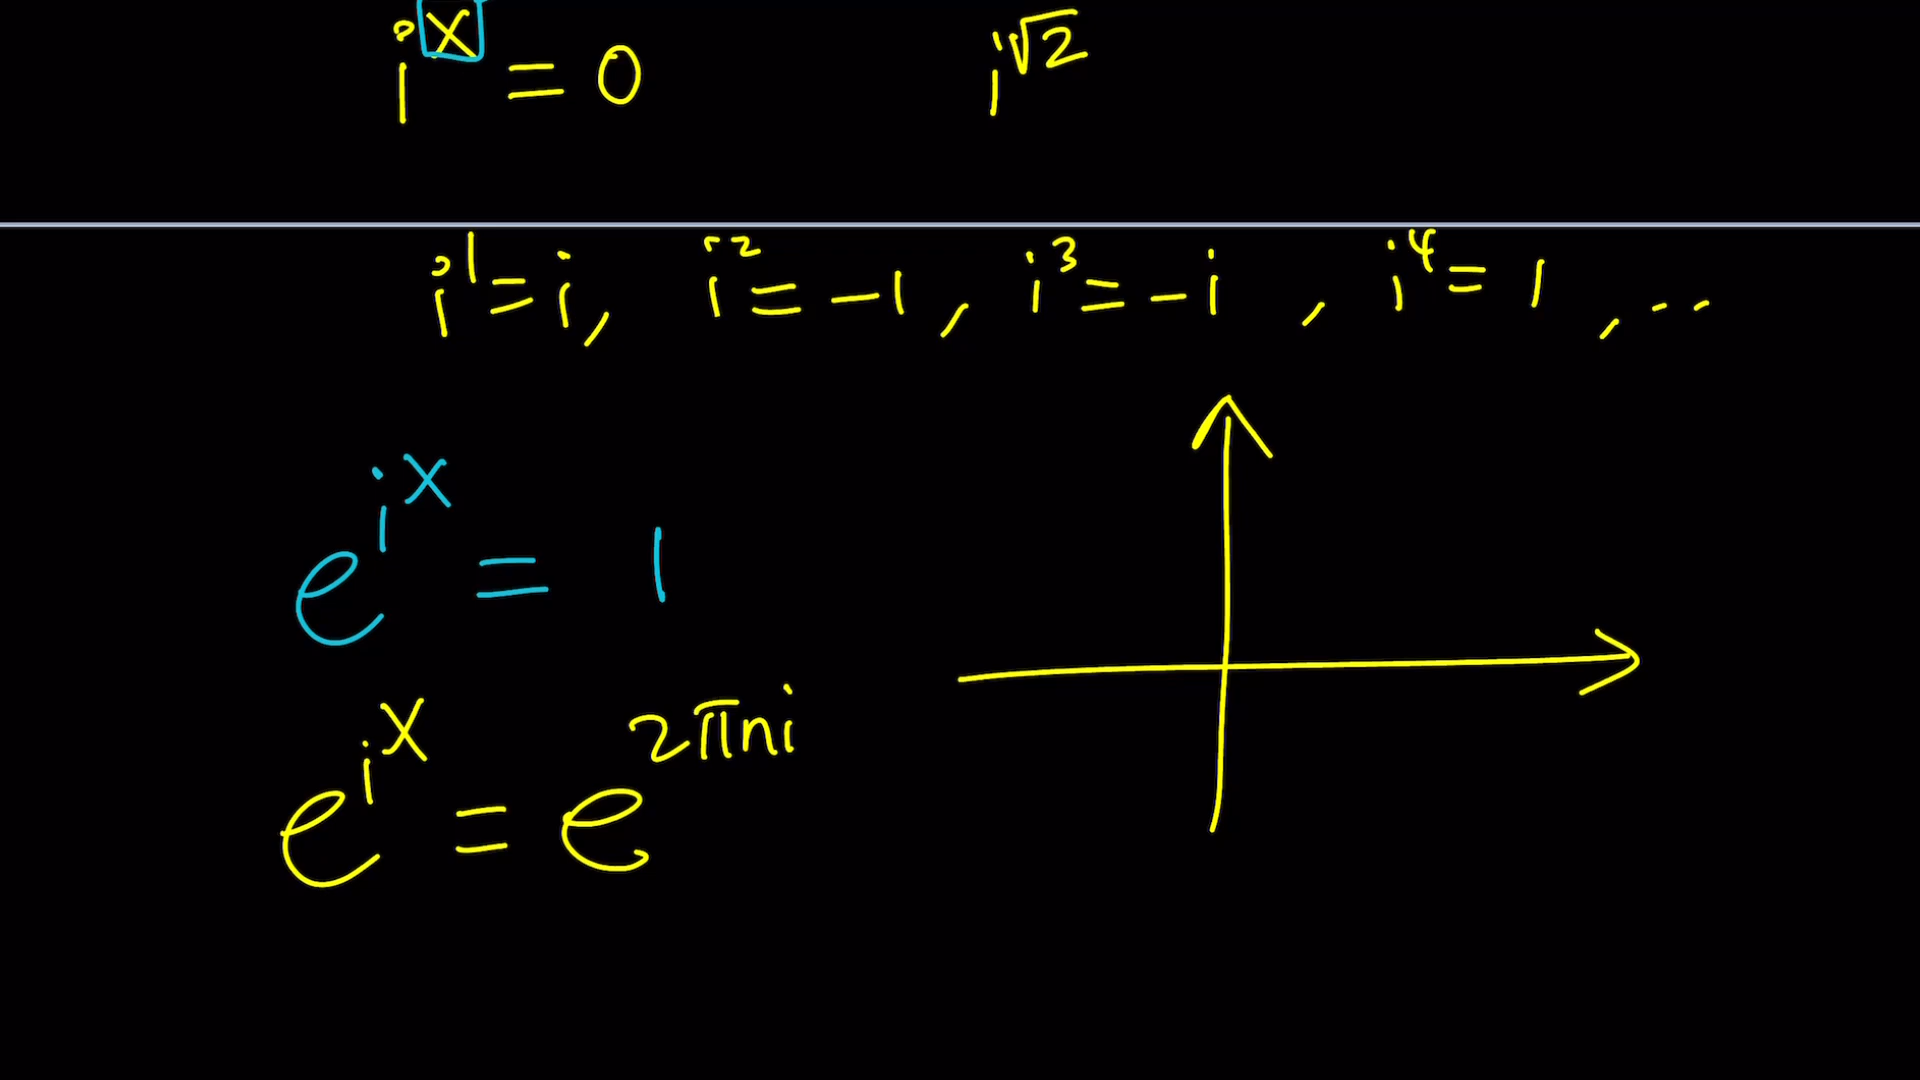 i^x = 0 i^√2
i^1 = i, i^2 = -1, i^3 = -i, i^4 = 1, ..
e^i^x = 1
e^i^x = e^2πni